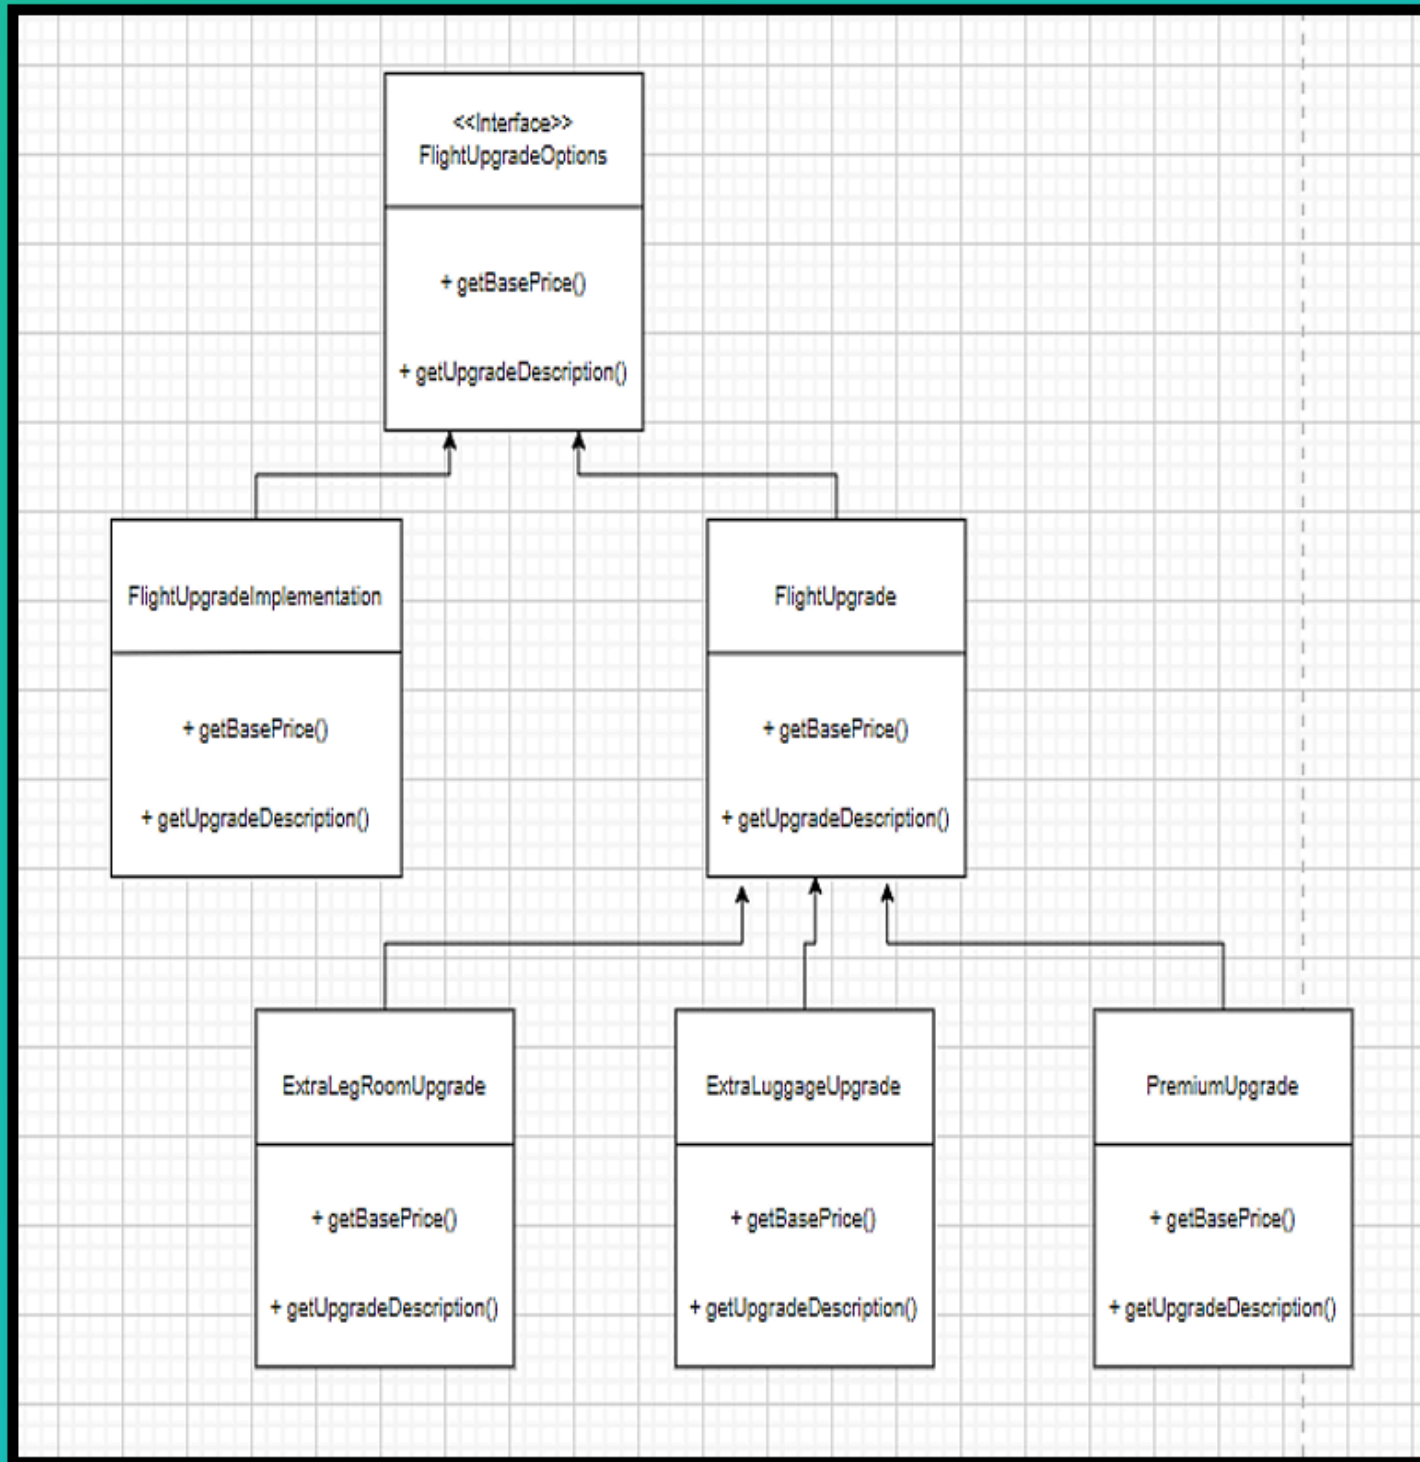 <<Interface>>
FlightUpgradeOptions
+ getBasePrice()
+ getUpgradeDescription()
FlightUpgradeImplementation
+ getBasePrice()
+ getUpgradeDescription()
FlightUpgrade
+ getBasePrice()
+ getUpgradeDescription()
ExtraLegRoomUpgrade
+ getBasePrice()
+ getUpgradeDescription()
ExtraLuggageUpgrade
+ getBasePrice()
+ getUpgradeDescription()
PremiumUpgrade
+ getBasePrice()
+ getUpgradeDescription()